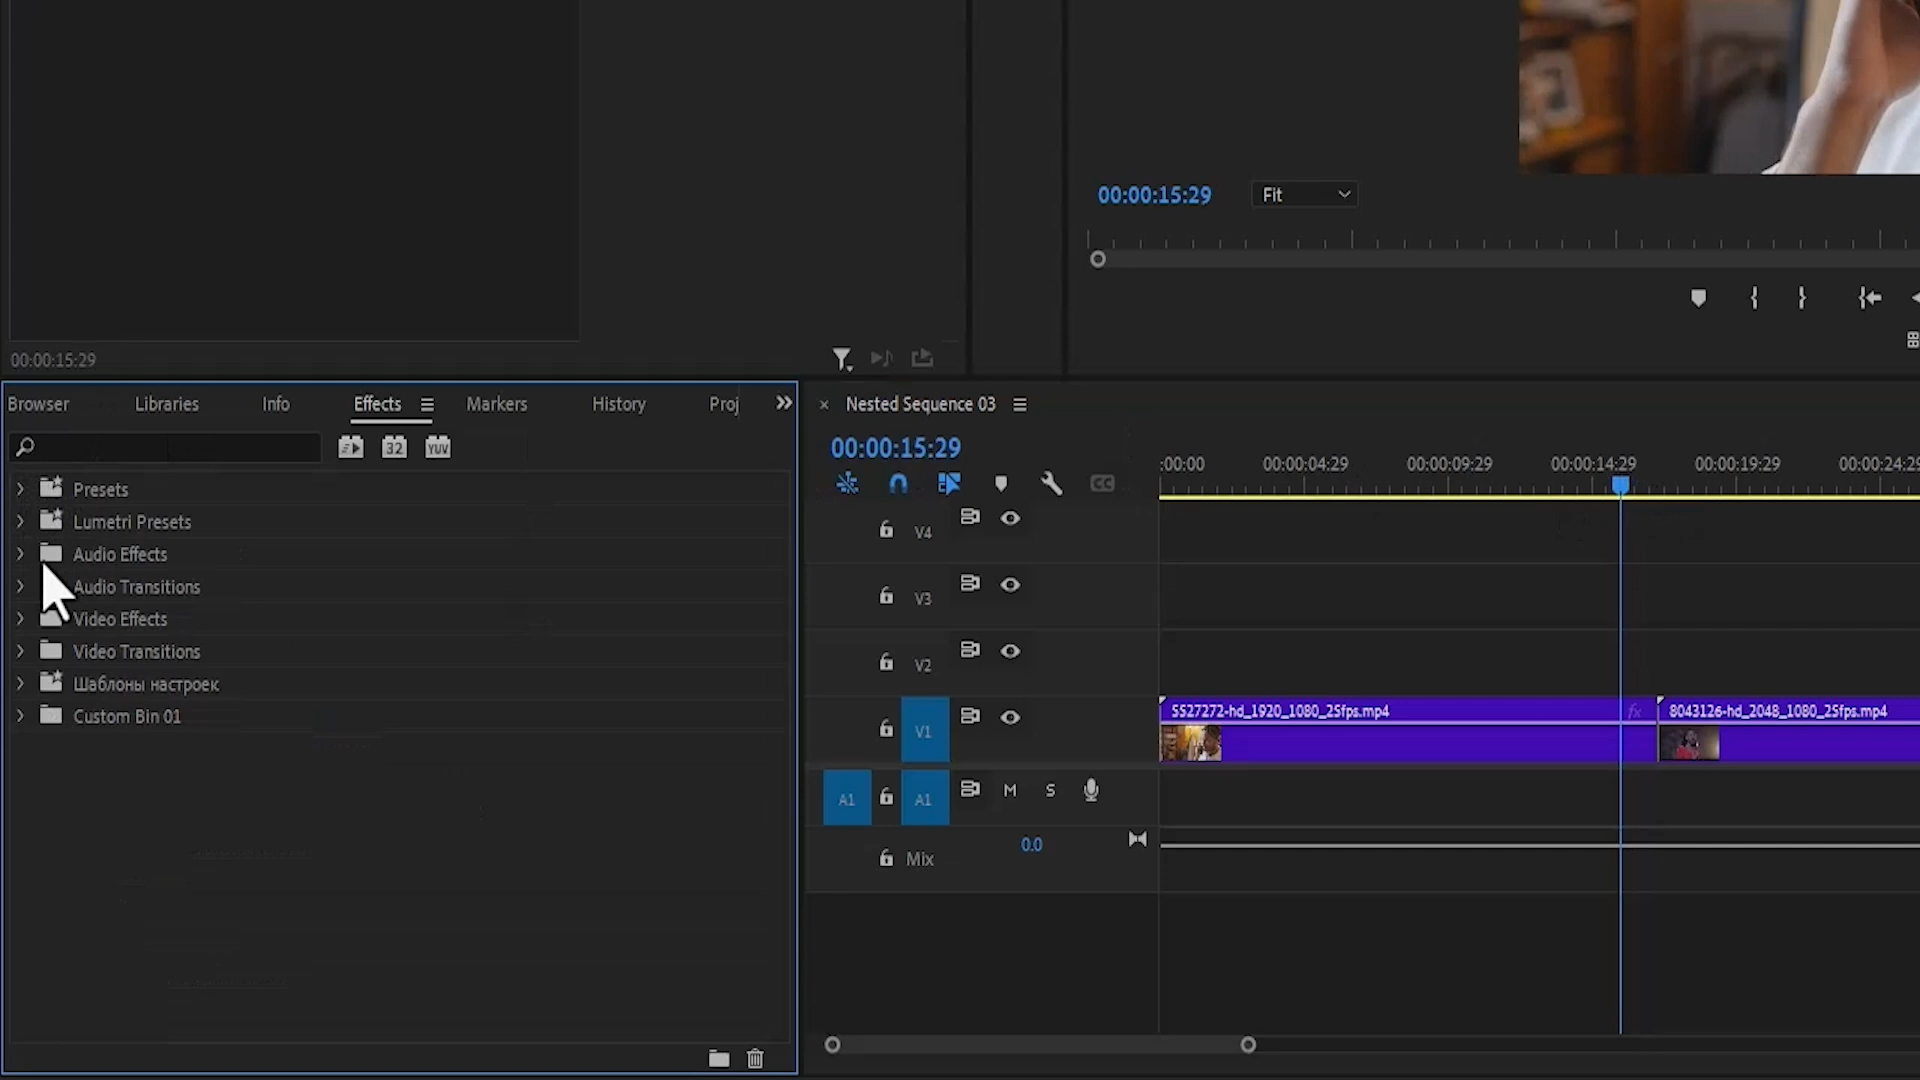 00:00:15:29
Fit
00:00:15:29
Browser
Libraries
Info
Effects
Markers
History
Proj
32
YUV
Presets
Lumetri Presets
Audio Effects
Audio Transitions
Video Effects
Video Transitions
Шаблоны настроек
Custom Bin 01
Nested Sequence 03
00:00:15:29
CC
:00:00
00:00:04:29
00:00:09:29
00:00:14:29
00:00:19:29
00:00:24:29
V4
V3
V2
V1
5527272-hd_1920_1080_25fps.mp4
fx
8043126-hd_2048_1080_25fps.mp4
A1
A1
M
S
Mix
0.0